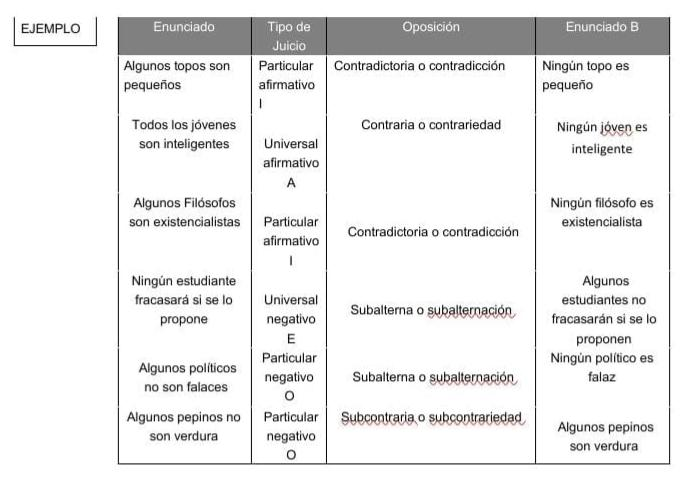 EJEMPLO
Enunciado
Tipo de
Juicio
Oposición
Enunciado B
Algunos topos son
pequeños
Particular
afirmativo
I
Contradictoria o contradicción
Ningún topo es
pequeño
Todos los jóvenes
son inteligentes
Universal
afirmativo
A
Contraria o contrariedad
Ningún jóven es
inteligente
Algunos Filósofos
son existencialistas
Particular
afirmativo
I
Contradictoria o contradicción
Ningún filósofo es
existencialista
Ningún estudiante
fracasará si se lo
propone
Universal
negativo
E
Subalterna o subalternación
Algunos
estudiantes no
fracasarán si se lo
proponen
Algunos políticos
no son falaces
Particular
negativo
O
Subalterna o subalternación
Ningún político es
falaz
Algunos pepinos no
son verdura
Particular
negativo
O
Subcontraria o subcontrariedad
Algunos pepinos
son verdura